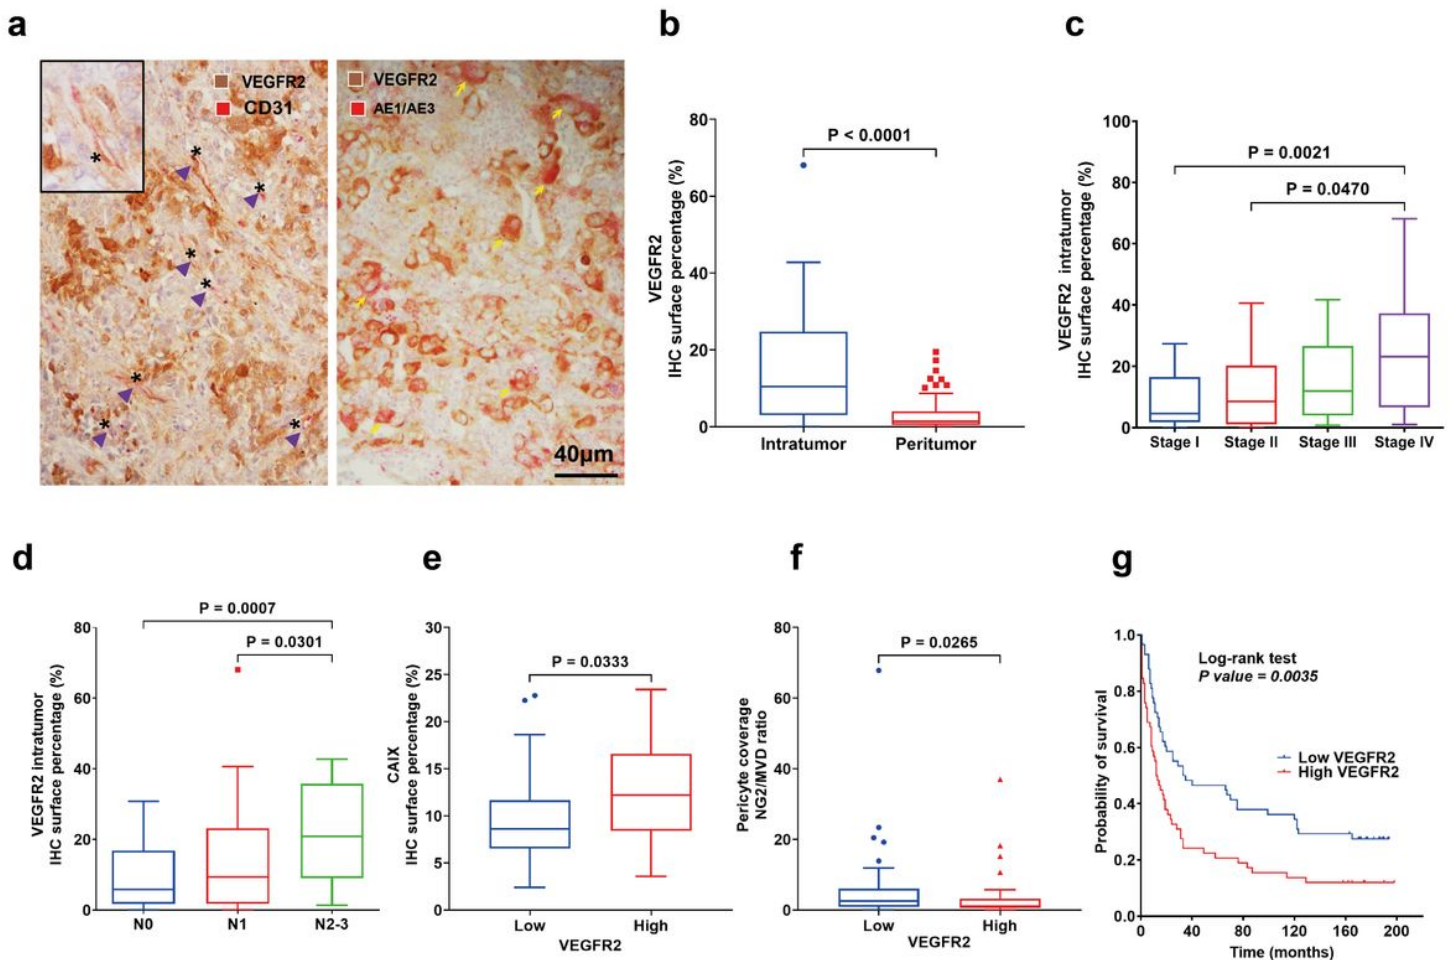 a
VEGFR2
CD31
VEGFR2
AE1/AE3
40μm
b
VEGFR2
IHC surface percentage (%)
80
60
40
20
0
P < 0.0001
Intratumor
Peritumor
c
VEGFR2 intratumor
IHC surface percentage (%)
100
80
60
40
20
0
P = 0.0021
P = 0.0470
Stage I
Stage II
Stage III
Stage IV
d
VEGFR2 intratumor
IHC surface percentage (%)
80
60
40
20
0
P = 0.0007
P = 0.0301
N0
N1
N2-3
e
CAIX
IHC surface percentage (%)
30
25
20
15
10
5
0
P = 0.0333
Low
High
VEGFR2
f
Pericyte coverage
NG2/MVD ratio
80
60
40
20
0
P = 0.0265
Low
High
VEGFR2
g
Probability of survival
1.0
0.8
0.6
0.4
0.2
0.0
Log-rank test
P value = 0.0035
Low VEGFR2
High VEGFR2
0
40
80
120
160
200
Time (months)